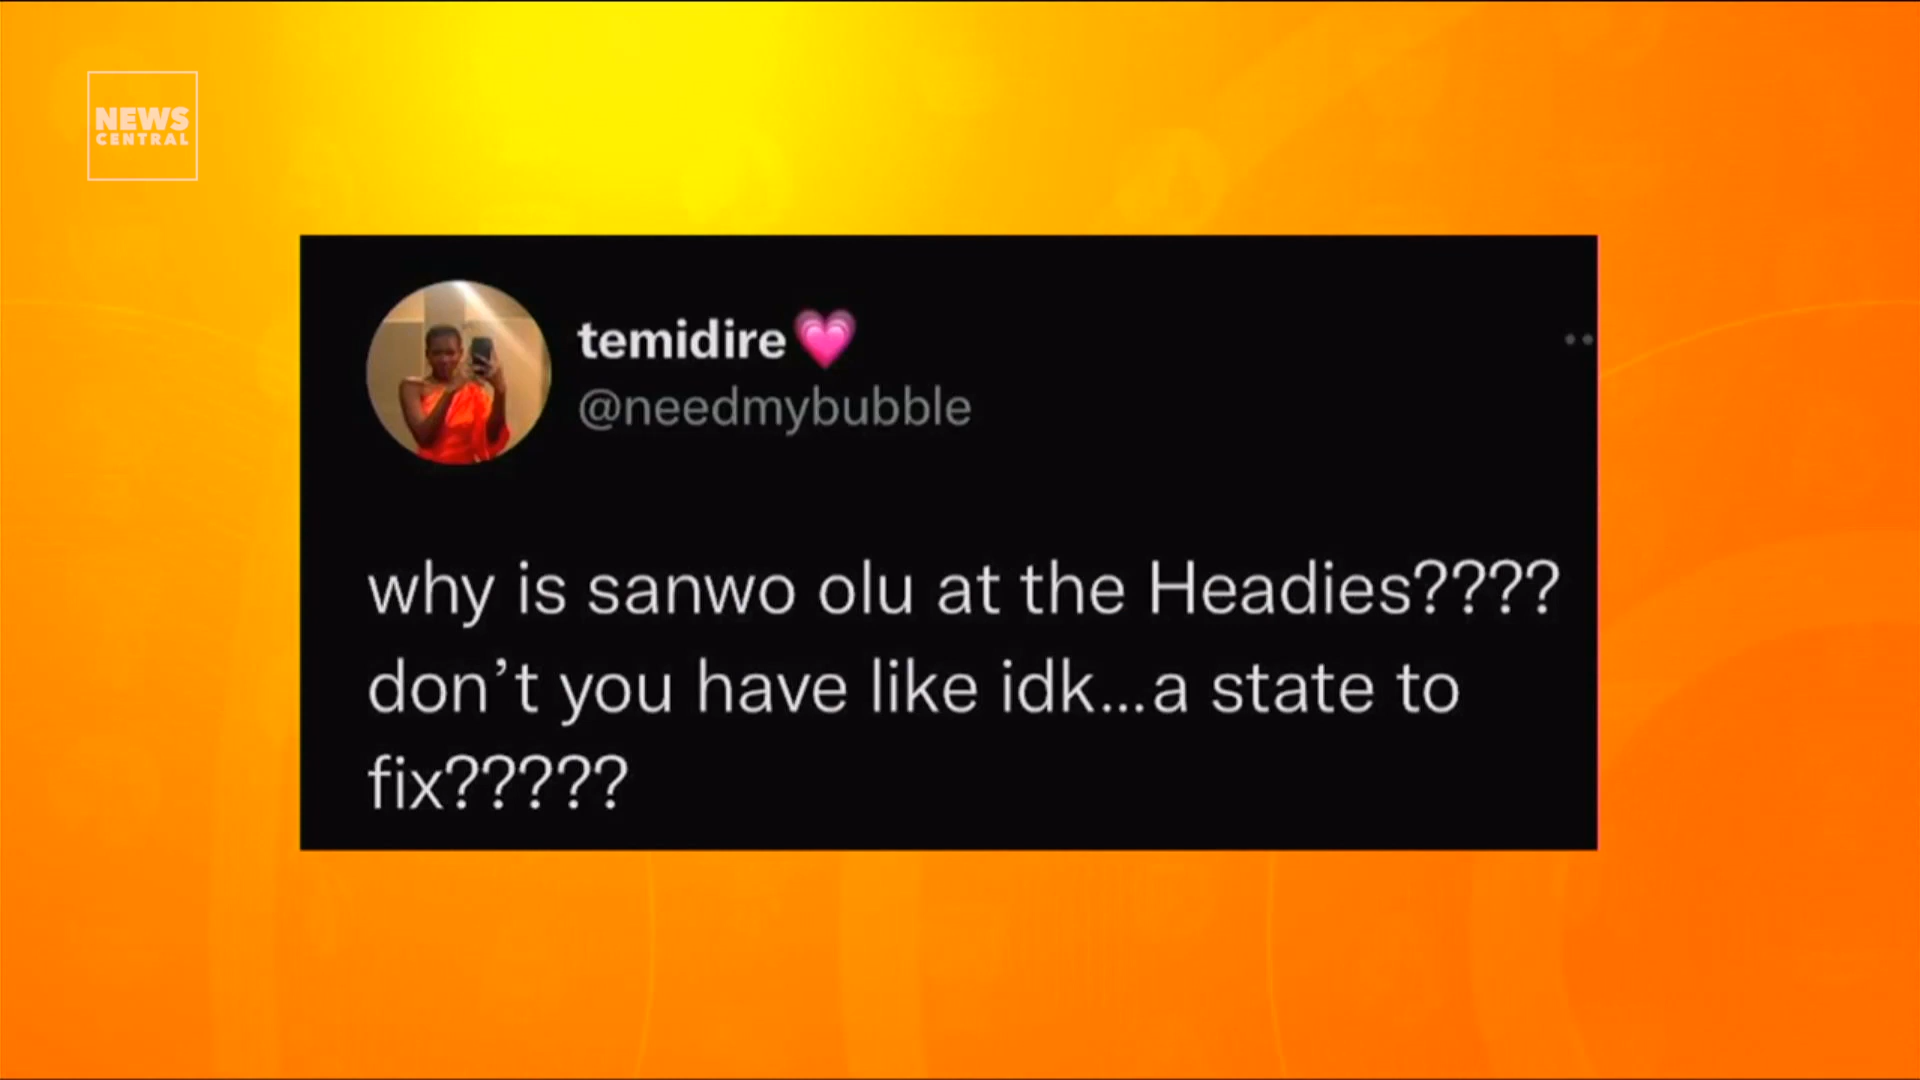 NEWS
CENTRAL
temidire💗
@needmybubble
why is sanwo olu at the Headies????
don’t you have like idk...a state to
fix?????